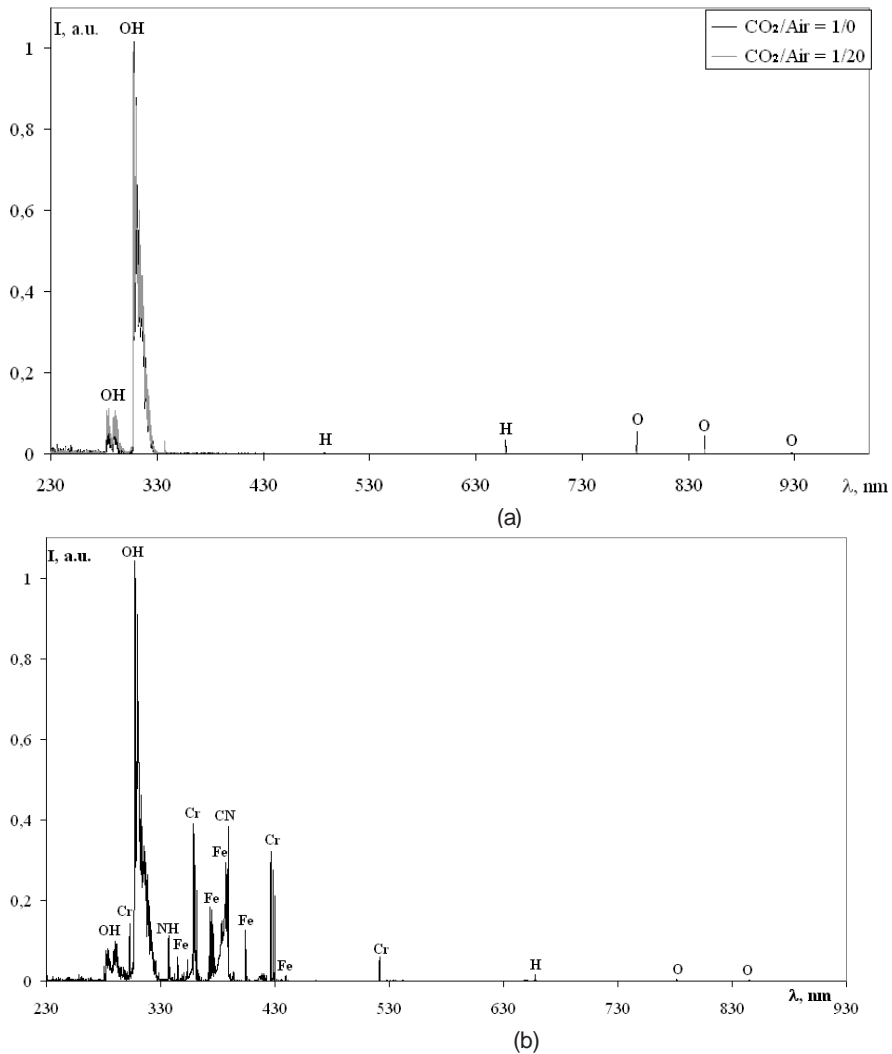 I, a.u.
OH
CO₂/Air = 1/0
CO₂/Air = 1/20
1
0,8
0,6
0,4
0,2
OH
H
H
O
O
O
0
230
330
430
530
630
730
830
930
λ, nm
(a)
I, a.u.
OH
1
0,8
0,6
0,4
Cr
CN
Fe
Cr
0,2
Fe
Cr
OH
NH
Fe
Fe
Fe
Cr
H
O
O
0
λ, nm
230
330
430
530
630
730
830
930
(b)